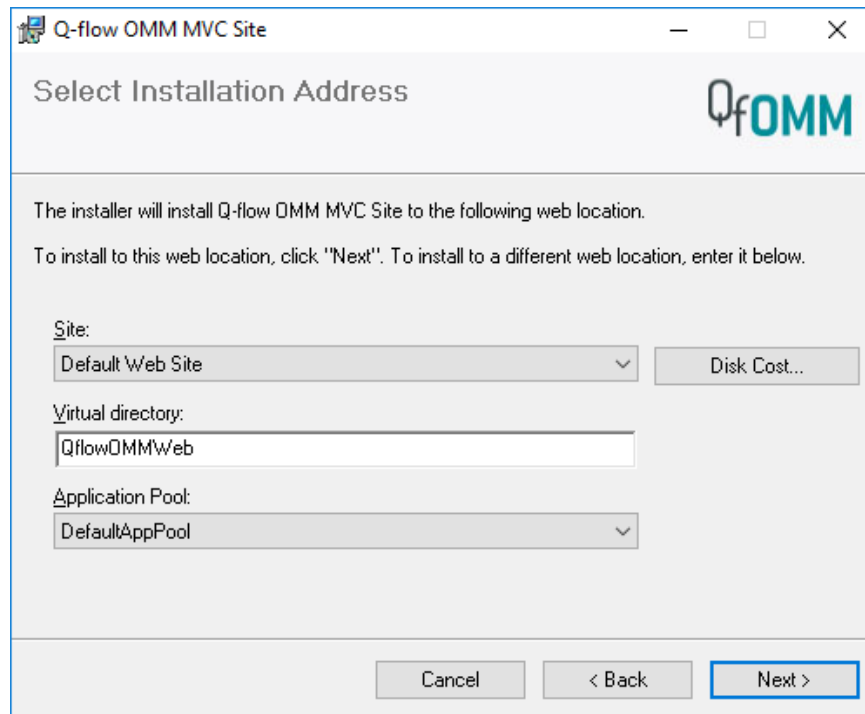 Q-flow OMM MVC Site
Select Installation Address
QfOMM
The installer will install Q-flow OMM MVC Site to the following web location.
To install to this web location, click "Next". To install to a different web location, enter it below.
Site:
Default Web Site
Disk Cost...
Virtual directory:
QflowOMMWeb
Application Pool:
DefaultAppPool
Cancel
< Back
Next >